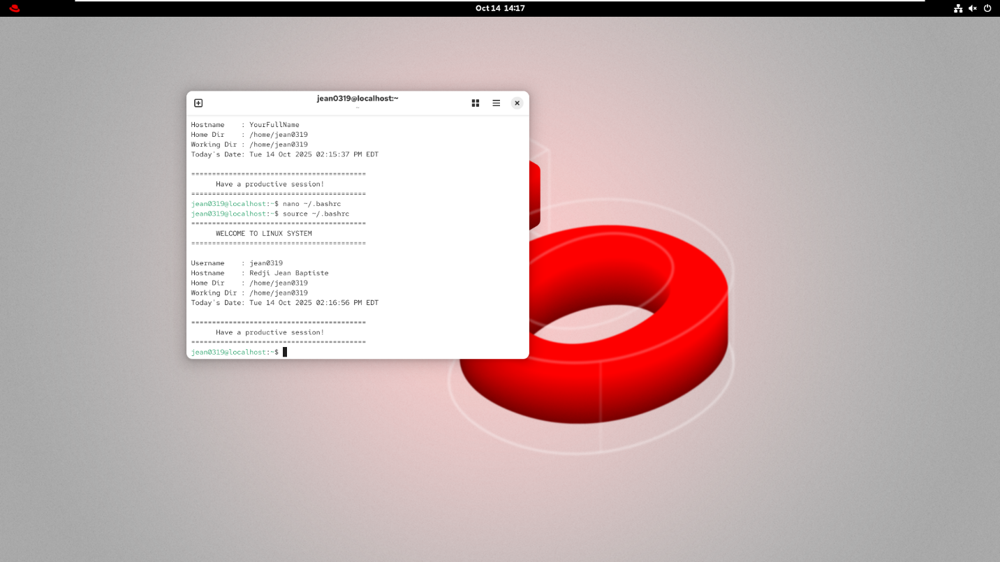 Oct 14 14:17
jean0319@localhost:~
~
Hostname    : YourFullName
Home Dir    : /home/jean0319
Working Dir : /home/jean0319
Today's Date: Tue 14 Oct 2025 02:15:37 PM EDT
==========================================
      Have a productive session!
==========================================
jean0319@localhost:~$ nano ~/.bashrc
jean0319@localhost:~$ source ~/.bashrc
==========================================
      WELCOME TO LINUX SYSTEM
==========================================
Username    : jean0319
Hostname    : Redji Jean Baptiste
Home Dir    : /home/jean0319
Working Dir : /home/jean0319
Today's Date: Tue 14 Oct 2025 02:16:56 PM EDT
==========================================
      Have a productive session!
==========================================
jean0319@localhost:~$